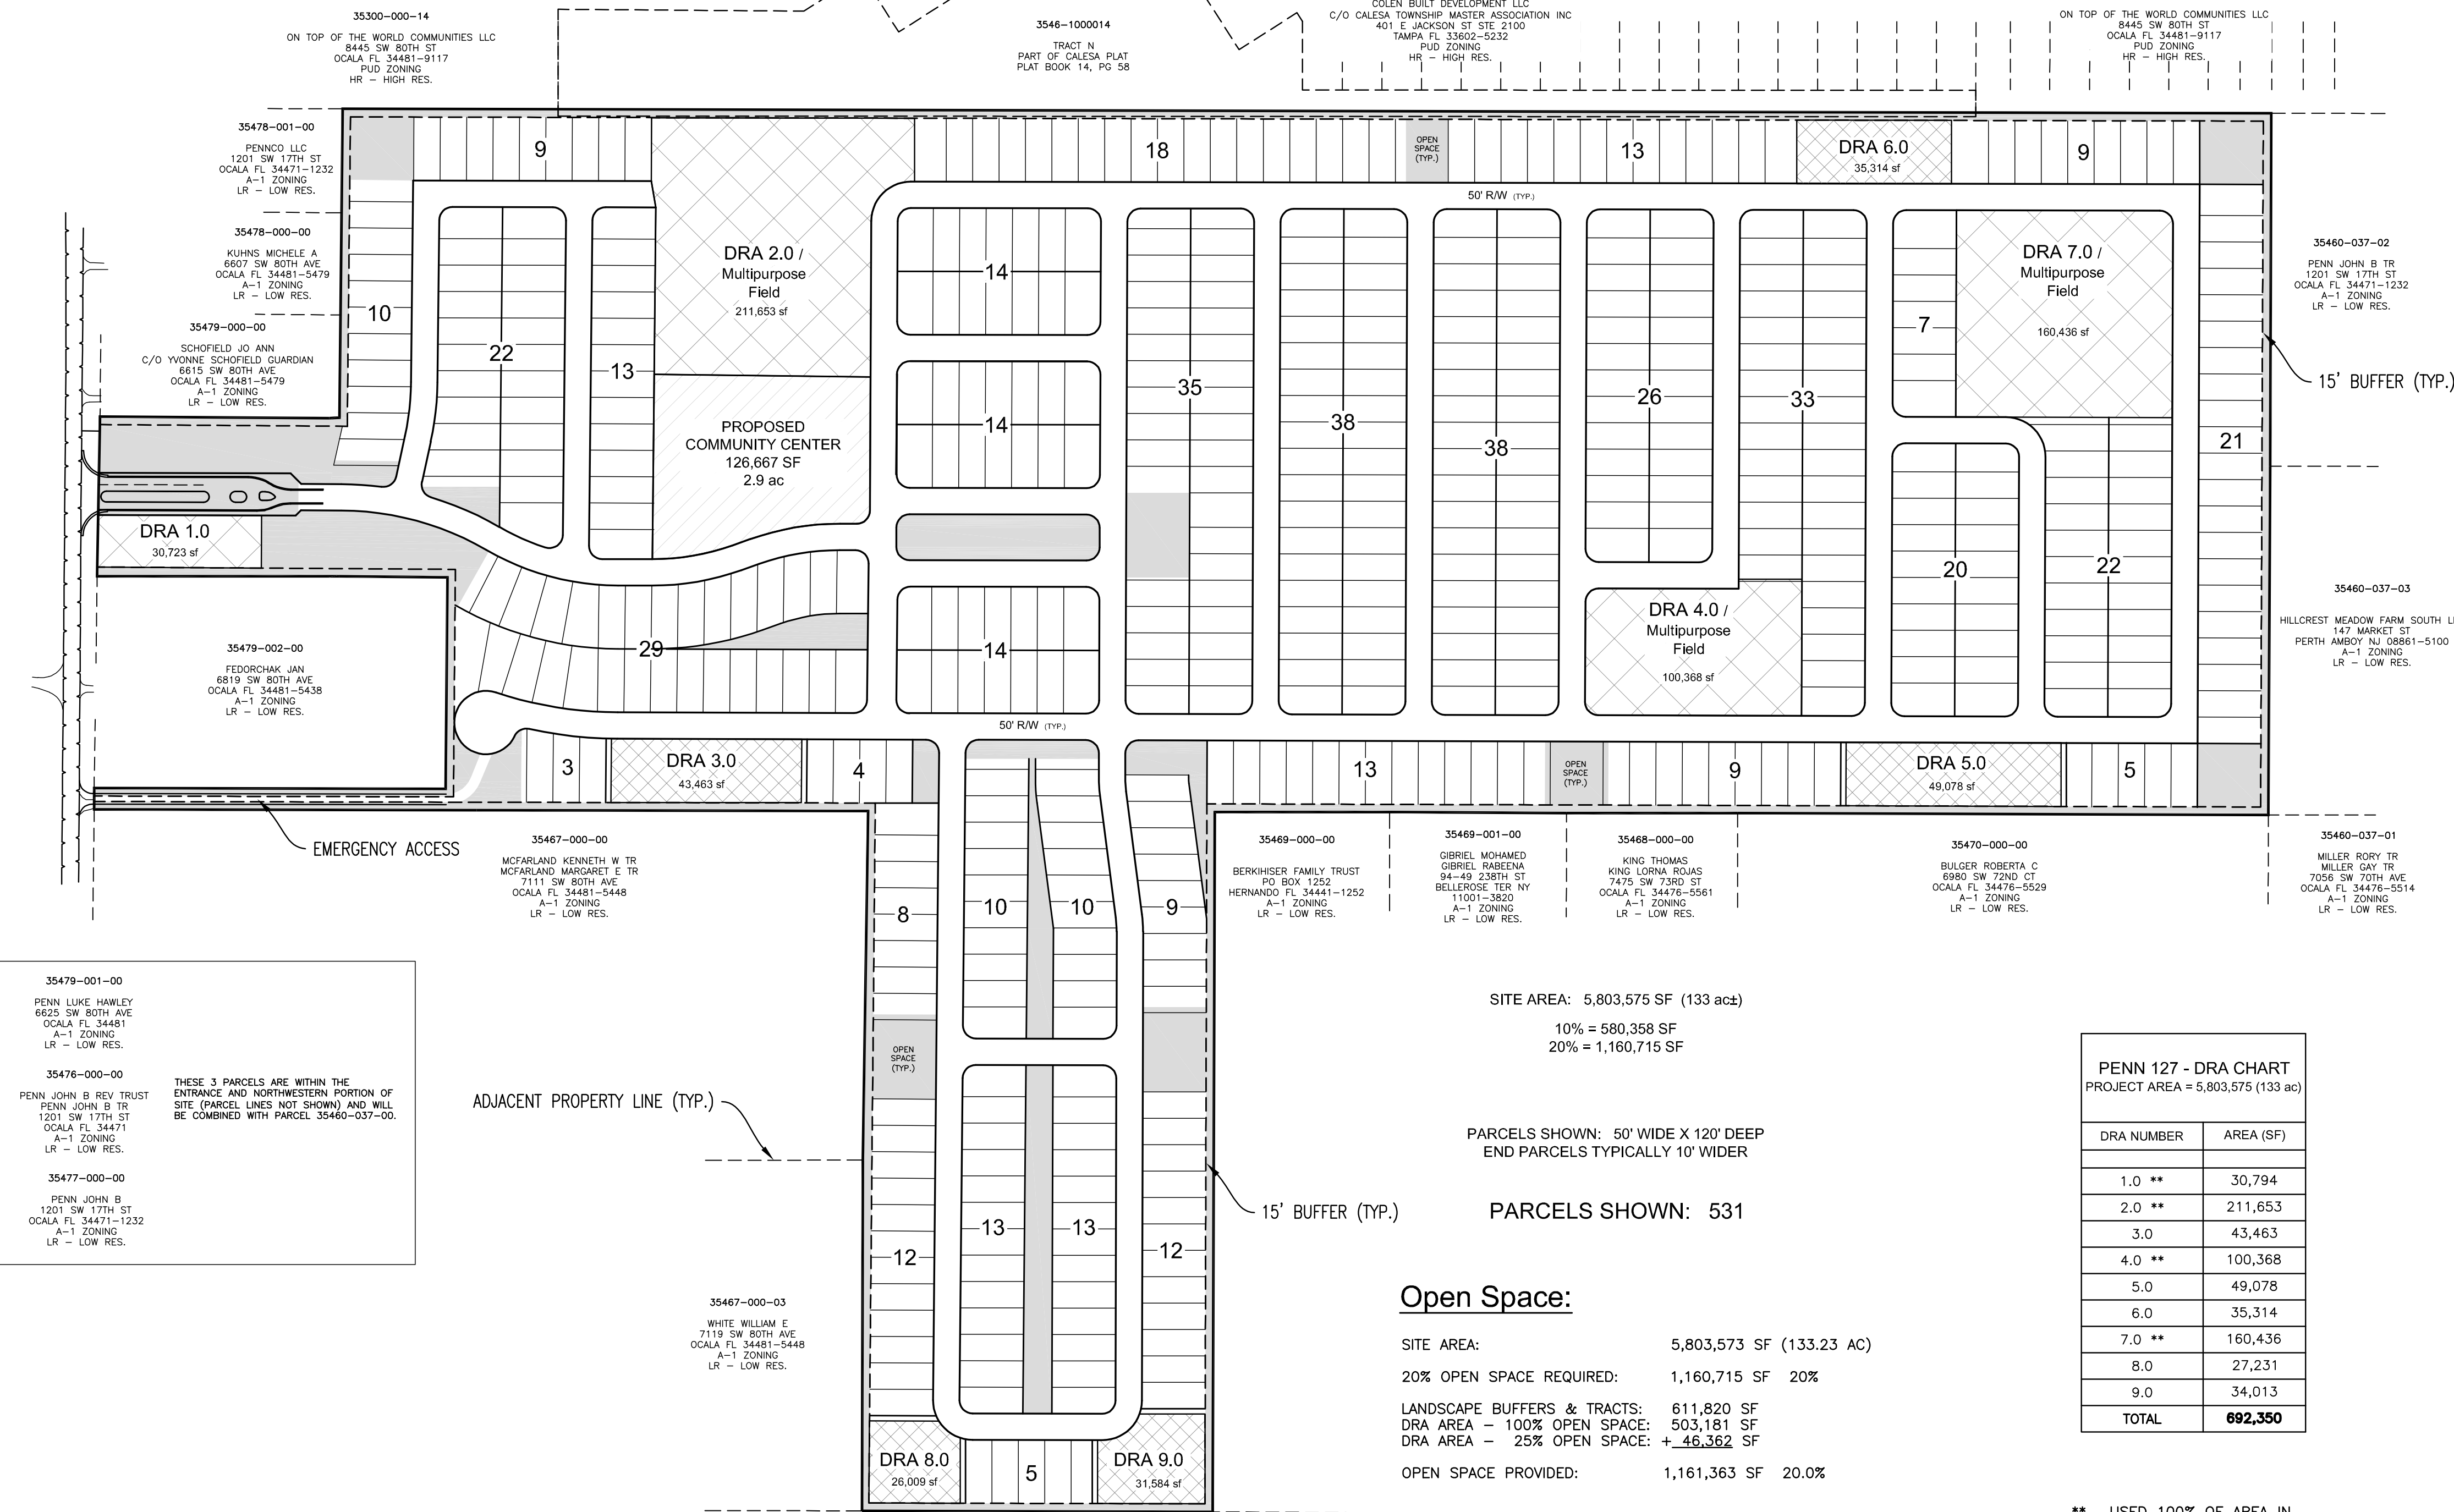 35300-000-14
ON TOP OF THE WORLD COMMUNITIES LLC
8445 SW 80TH ST
OCALA FL 34481-9117
PUD ZONING
HR - HIGH RES.
3546-1000014
TRACT N
PART OF CALESA PLAT
PLAT BOOK 14, PG 58
COLEN BUILT DEVELOPMENT LLC
C/O CALESA TOWNSHIP MASTER ASSOCIATION INC
401 E JACKSON ST STE 2100
TAMPA FL 33602-5232
PUD ZONING
HR - HIGH RES.
ON TOP OF THE WORLD COMMUNITIES LLC
8445 SW 80TH ST
OCALA FL 34481-9117
PUD ZONING
HR - HIGH RES.
35478-001-00
PENNCO LLC
1201 SW 17TH ST
OCALA FL 34471-1232
A-1 ZONING
LR - LOW RES.
35478-000-00
KUHNS MICHELE A
6607 SW 80TH AVE
OCALA FL 34481-5479
A-1 ZONING
LR - LOW RES.
35479-000-00
SCHOFIELD JO ANN
C/O YVONNE SCHOFIELD GUARDIAN
6615 SW 80TH AVE
OCALA FL 34481-5479
A-1 ZONING
LR - LOW RES.
9
18
OPEN
SPACE
(TYP.)
13
DRA 6.0
35,314 sf
9
50' R/W (TYP.)
10
22
13
DRA 2.0 /
Multipurpose
Field
211,653 sf
PROPOSED
COMMUNITY CENTER
126,667 SF
2.9 ac
14
14
14
35
38
38
26
33
7
DRA 7.0 /
Multipurpose
Field
160,436 sf
21
20
22
DRA 4.0 /
Multipurpose
Field
100,368 sf
35460-037-02
PENN JOHN B TR
1201 SW 17TH ST
OCALA FL 34471-1232
A-1 ZONING
LR - LOW RES.
15' BUFFER (TYP.)
35460-037-03
HILLCREST MEADOW FARM SOUTH L
147 MARKET ST
PERTH AMBOY NJ 08861-5100
A-1 ZONING
LR - LOW RES.
DRA 1.0
30,723 sf
35479-002-00
FEDORCHAK JAN
6819 SW 80TH AVE
OCALA FL 34481-5438
A-1 ZONING
LR - LOW RES.
29
50' R/W (TYP.)
3
DRA 3.0
43,463 sf
4
13
OPEN
SPACE
(TYP.)
9
DRA 5.0
49,078 sf
5
EMERGENCY ACCESS
35467-000-00
MCFARLAND KENNETH W TR
MCFARLAND MARGARET E TR
7111 SW 80TH AVE
OCALA FL 34481-5448
A-1 ZONING
LR - LOW RES.
8
10
10
9
35469-000-00
BERKIHISER FAMILY TRUST
PO BOX 1252
HERNANDO FL 34441-1252
A-1 ZONING
LR - LOW RES.
35469-001-00
GIBRIEL MOHAMED
GIBRIEL RABEENA
94-49 238TH ST
BELLEROSE TER NY
11001-3820
A-1 ZONING
LR - LOW RES.
35468-000-00
KING THOMAS
KING LORNA ROJAS
7475 SW 73RD ST
OCALA FL 34476-5561
A-1 ZONING
LR - LOW RES.
35470-000-00
BULGER ROBERTA C
6980 SW 72ND CT
OCALA FL 34476-5529
A-1 ZONING
LR - LOW RES.
35460-037-01
MILLER RORY TR
MILLER GAY TR
7056 SW 70TH AVE
OCALA FL 34476-5514
A-1 ZONING
LR - LOW RES.
35479-001-00
PENN LUKE HAWLEY
6625 SW 80TH AVE
OCALA FL 34481
A-1 ZONING
LR - LOW RES.
35476-000-00
PENN JOHN B REV TRUST
PENN JOHN B TR
1201 SW 17TH ST
OCALA FL 34471
A-1 ZONING
LR - LOW RES.
35477-000-00
PENN JOHN B
1201 SW 17TH ST
OCALA FL 34471-1232
A-1 ZONING
LR - LOW RES.
THESE 3 PARCELS ARE WITHIN THE
ENTRANCE AND NORTHWESTERN PORTION OF
SITE (PARCEL LINES NOT SHOWN) AND WILL
BE COMBINED WITH PARCEL 35460-037-00.
OPEN
SPACE
(TYP.)
ADJACENT PROPERTY LINE (TYP.)
12
13
13
12
15' BUFFER (TYP.)
35467-000-03
WHITE WILLIAM E
7119 SW 80TH AVE
OCALA FL 34481-5448
A-1 ZONING
LR - LOW RES.
DRA 8.0
26,009 sf
5
DRA 9.0
31,584 sf
SITE AREA: 5,803,575 SF (133 ac±)
10% = 580,358 SF
20% = 1,160,715 SF
PARCELS SHOWN: 50' WIDE X 120' DEEP
END PARCELS TYPICALLY 10' WIDER
PARCELS SHOWN: 531
Open Space:
SITE AREA: 5,803,573 SF (133.23 AC)
20% OPEN SPACE REQUIRED: 1,160,715 SF 20%
LANDSCAPE BUFFERS & TRACTS: 611,820 SF
DRA AREA - 100% OPEN SPACE: 503,181 SF
DRA AREA - 25% OPEN SPACE: + 46,362 SF
OPEN SPACE PROVIDED: 1,161,363 SF 20.0%
PENN 127 - DRA CHART
PROJECT AREA = 5,803,575 (133 ac)
DRA NUMBER AREA (SF)
1.0 ** 30,794
2.0 ** 211,653
3.0 43,463
4.0 ** 100,368
5.0 49,078
6.0 35,314
7.0 ** 160,436
8.0 27,231
9.0 34,013
TOTAL 692,350
** USED 100% OF AREA IN